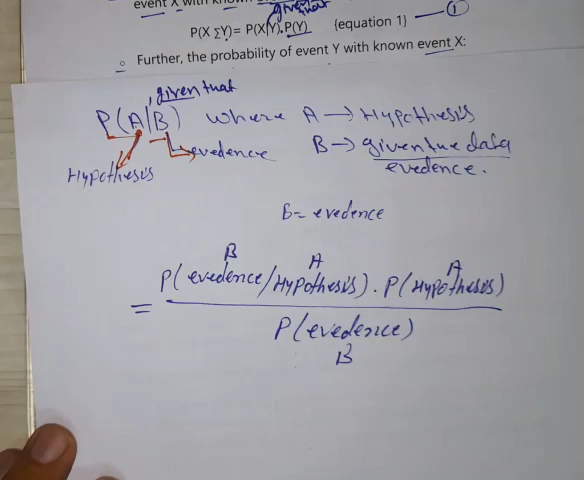 event X with known
given that
P(X ∑Y)= P(X|Y).P(Y) {equation 1} ①
Further, the probability of event Y with known event X:
given that
P(A|B) where A → Hypothesis
evedence B → given true data
Hypothesis evedence.
B = evedence
B A A
= P(evedence/Hypothesis) . P(Hypothesis)
P(evedence)
B